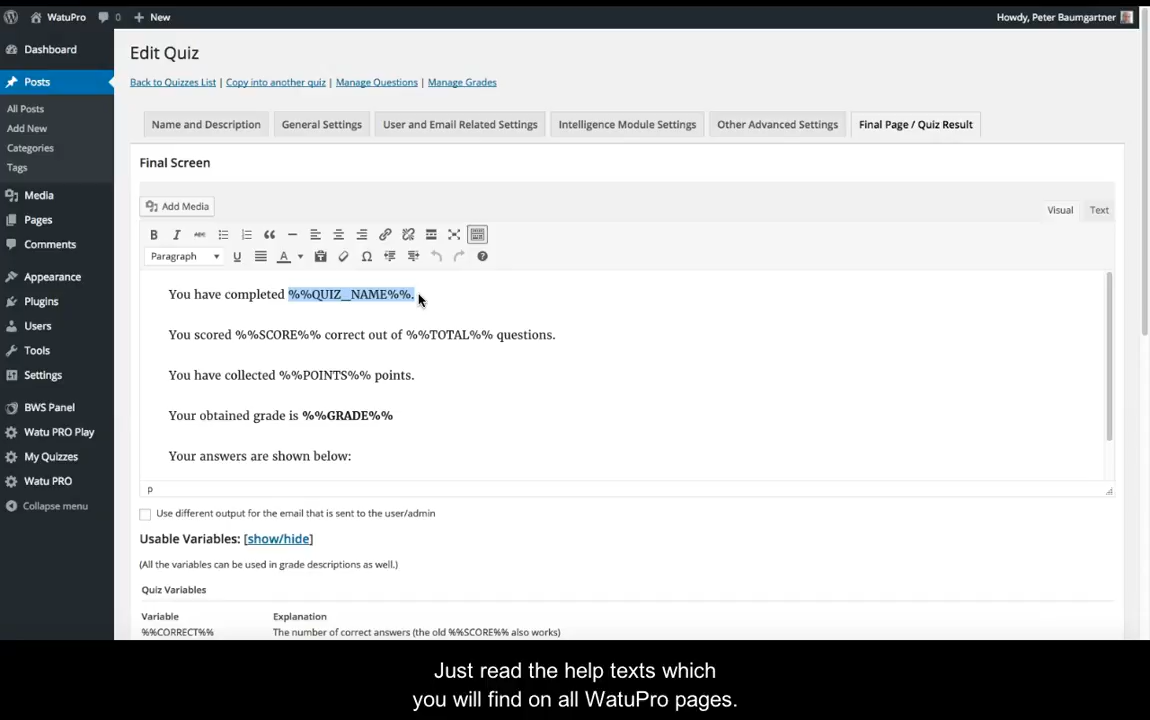 WatuPro 0 + New Howdy, Peter Baumgartner
Dashboard
Posts
All Posts
Add New
Categories
Tags
Media
Pages
Comments
Appearance
Plugins
Users
Tools
Settings
BWS Panel
Watu PRO Play
My Quizzes
Watu PRO
Collapse menu
Edit Quiz
Back to Quizzes List | Copy into another quiz | Manage Questions | Manage Grades
Name and Description General Settings User and Email Related Settings Intelligence Module Settings Other Advanced Settings Final Page / Quiz Result
Final Screen
Add Media Visual Text
B I ABC
Paragraph U A Ω ?
You have completed %%QUIZ_NAME%%.
You scored %%SCORE%% correct out of %%TOTAL%% questions.
You have collected %%POINTS%% points.
Your obtained grade is %%GRADE%%
Your answers are shown below:
p
Use different output for the email that is sent to the user/admin
Usable Variables: [show/hide]
(All the variables can be used in grade descriptions as well.)
Quiz Variables
Variable Explanation
%%CORRECT%% The number of correct answers (the old %%SCORE%% also works)
Just read the help texts which
you will find on all WatuPro pages.